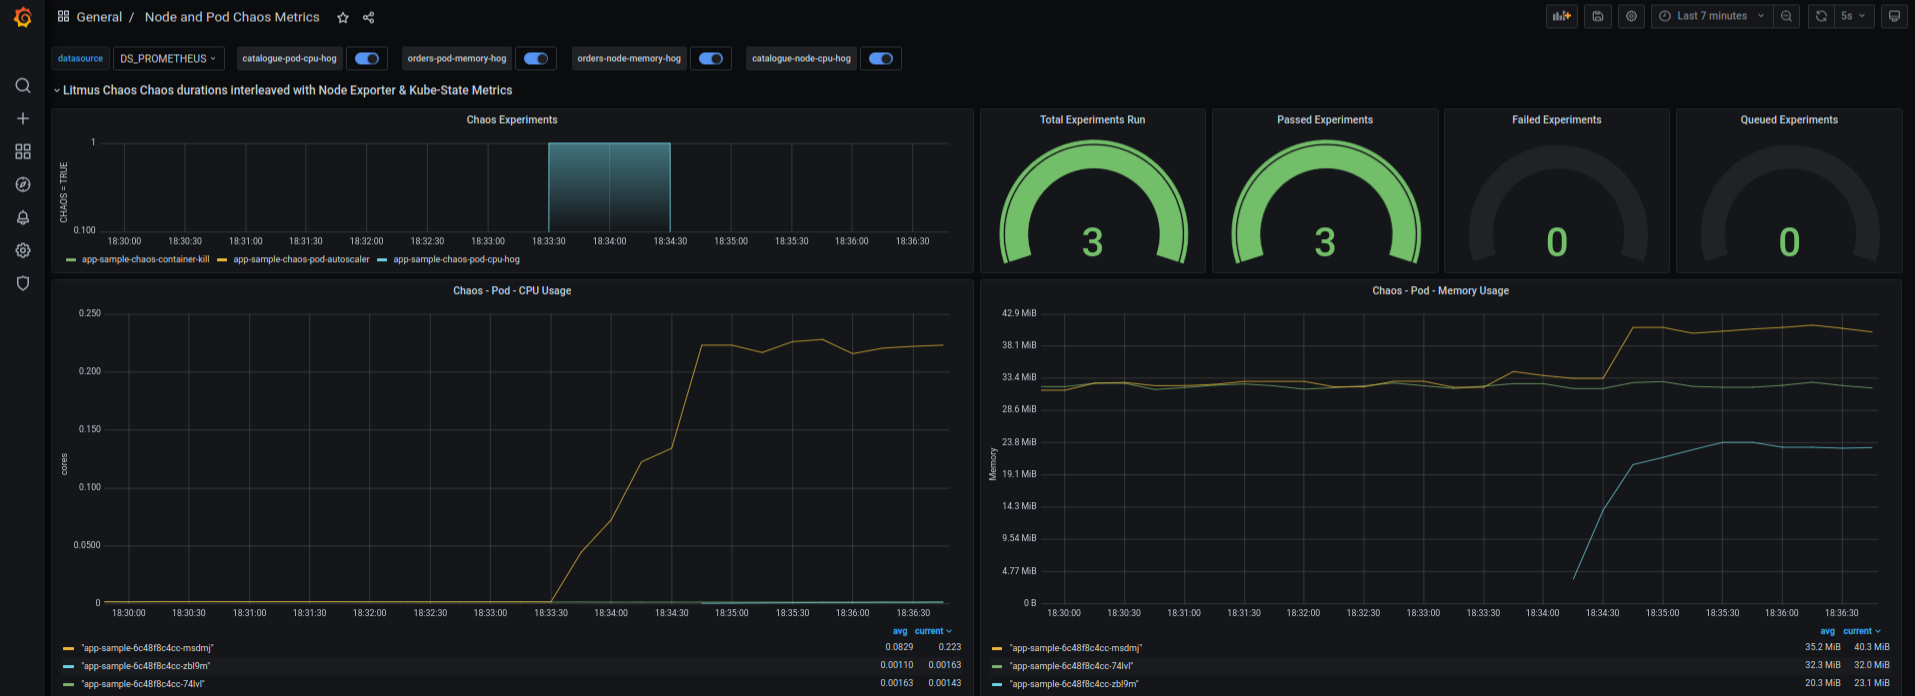 General / Node and Pod Chaos Metrics
Last 7 minutes
5s
datasource DS_PROMETHEUS catalogue-pod-cpu-hog orders-pod-memory-hog orders-node-memory-hog catalogue-node-cpu-hog
Litmus Chaos Chaos durations interleaved with Node Exporter & Kube-State Metrics
Chaos Experiments
1
CHAOS = TRUE
0.100
18:30:00 18:30:30 18:31:00 18:31:30 18:32:00 18:32:30 18:33:00 18:33:30 18:34:00 18:34:30 18:35:00 18:35:30 18:36:00 18:36:30
app-sample-chaos-container-kill app-sample-chaos-pod-autoscaler app-sample-chaos-pod-cpu-hog
Total Experiments Run
3
Passed Experiments
3
Failed Experiments
0
Queued Experiments
0
Chaos - Pod - CPU Usage
0.250
0.200
0.150
cores
0.100
0.0500
0
18:30:00 18:30:30 18:31:00 18:31:30 18:32:00 18:32:30 18:33:00 18:33:30 18:34:00 18:34:30 18:35:00 18:35:30 18:36:00 18:36:30
avg current
"app-sample-6c48f8c4cc-msdmj" 0.0829 0.223
"app-sample-6c48f8c4cc-zbl9m" 0.00110 0.00163
"app-sample-6c48f8c4cc-74lvl" 0.00163 0.00143
Chaos - Pod - Memory Usage
42.9 MiB
38.1 MiB
33.4 MiB
28.6 MiB
23.8 MiB
Memory
19.1 MiB
14.3 MiB
9.54 MiB
4.77 MiB
0 B
18:30:00 18:30:30 18:31:00 18:31:30 18:32:00 18:32:30 18:33:00 18:33:30 18:34:00 18:34:30 18:35:00 18:35:30 18:36:00 18:36:30
avg current
"app-sample-6c48f8c4cc-msdmj" 35.2 MiB 40.3 MiB
"app-sample-6c48f8c4cc-74lvl" 32.3 MiB 32.0 MiB
"app-sample-6c48f8c4cc-zbl9m" 20.3 MiB 23.1 MiB